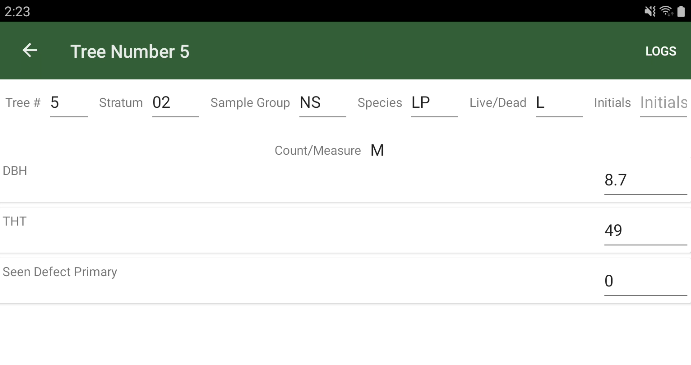 2:23
Tree Number 5 LOGS
Tree # 5 Stratum 02 Sample Group NS Species LP Live/Dead L Initials Initials
Count/Measure M
DBH
8.7
THT
49
Seen Defect Primary
0